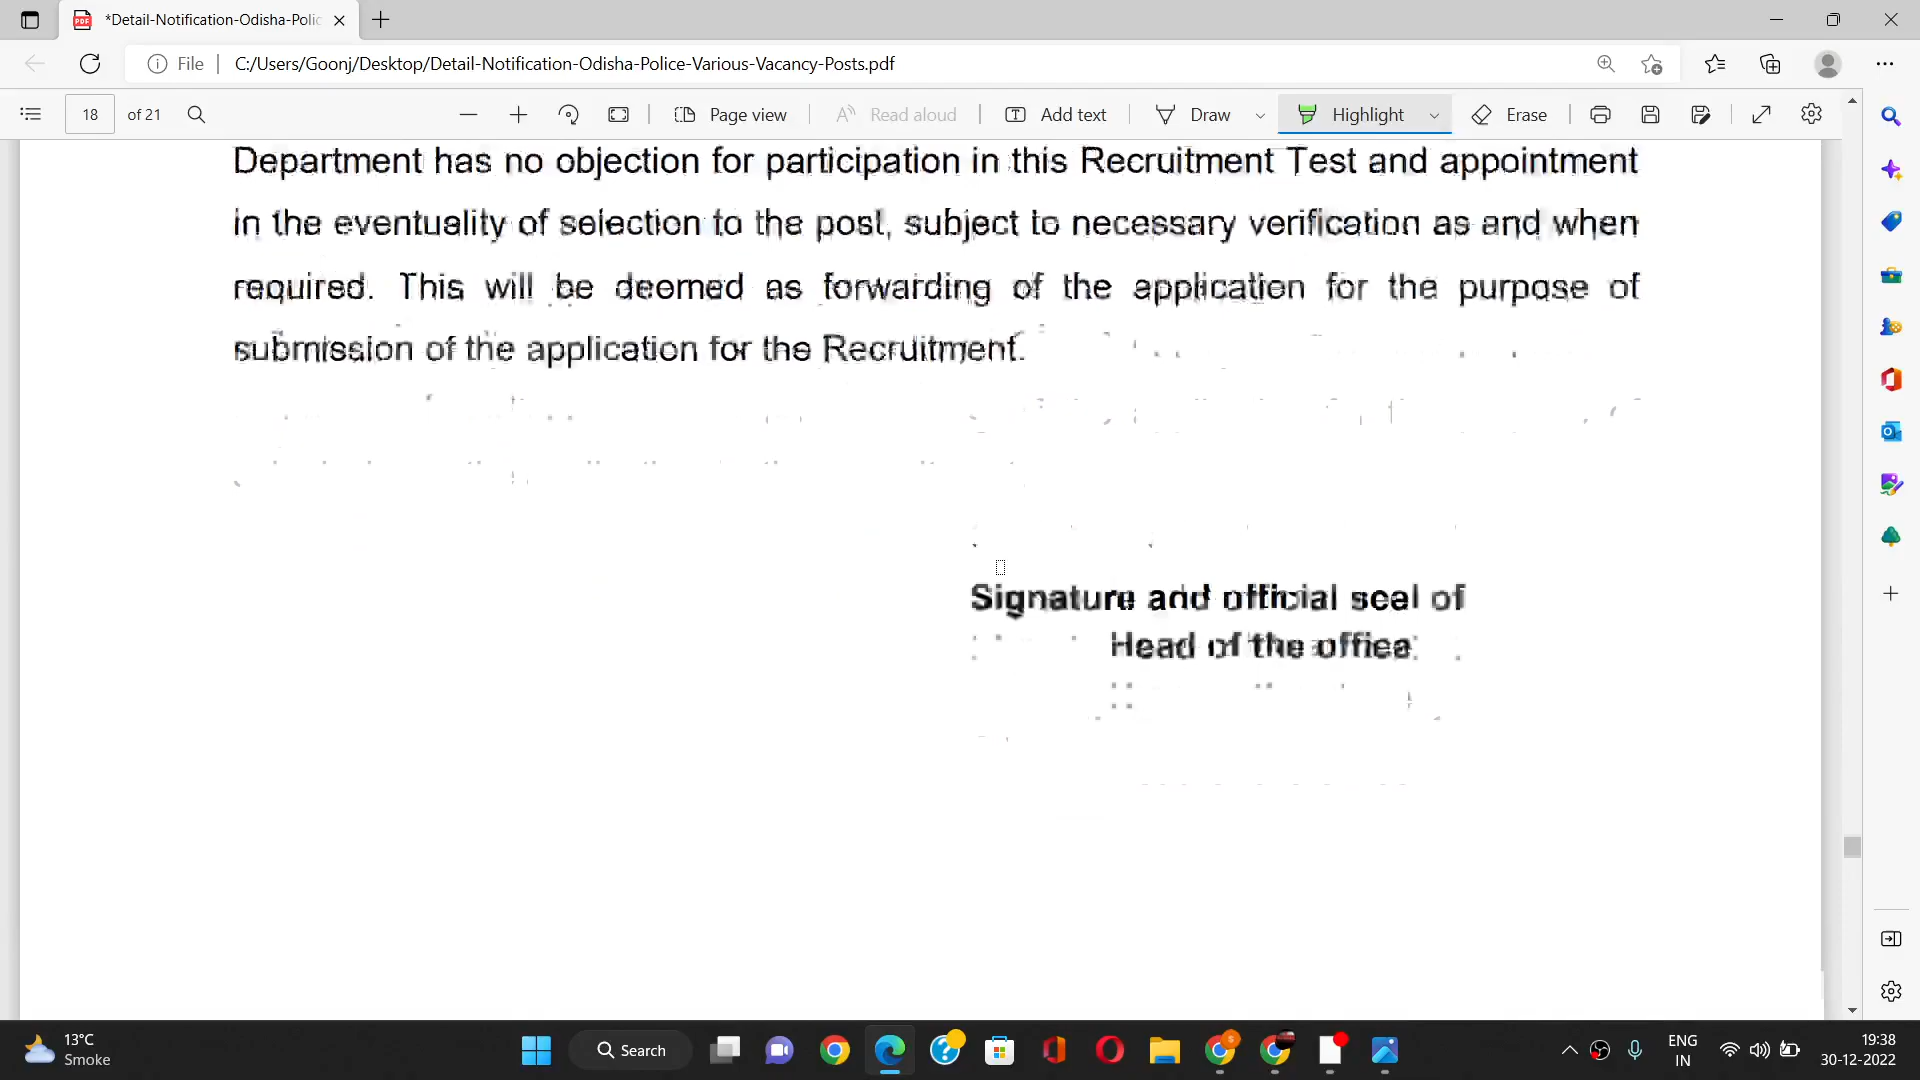 *Detail-Notification-Odisha-Polic
File
C:/Users/Goonj/Desktop/Detail-Notification-Odisha-Police-Various-Vacancy-Posts.pdf
18 of 21
Page view
Read aloud
Add text
Draw
Highlight
Erase
Department has no objection for participation in this Recruitment Test and appointment
in the eventuality of selection to the post, subject to necessary verification as and when
required. This will be deemed as forwarding of the application for the purpose of
submission of the application for the Recruitment.
Signature and official seal of
Head of the office
13°C
Smoke
Search
ENG
IN
19:38
30-12-2022